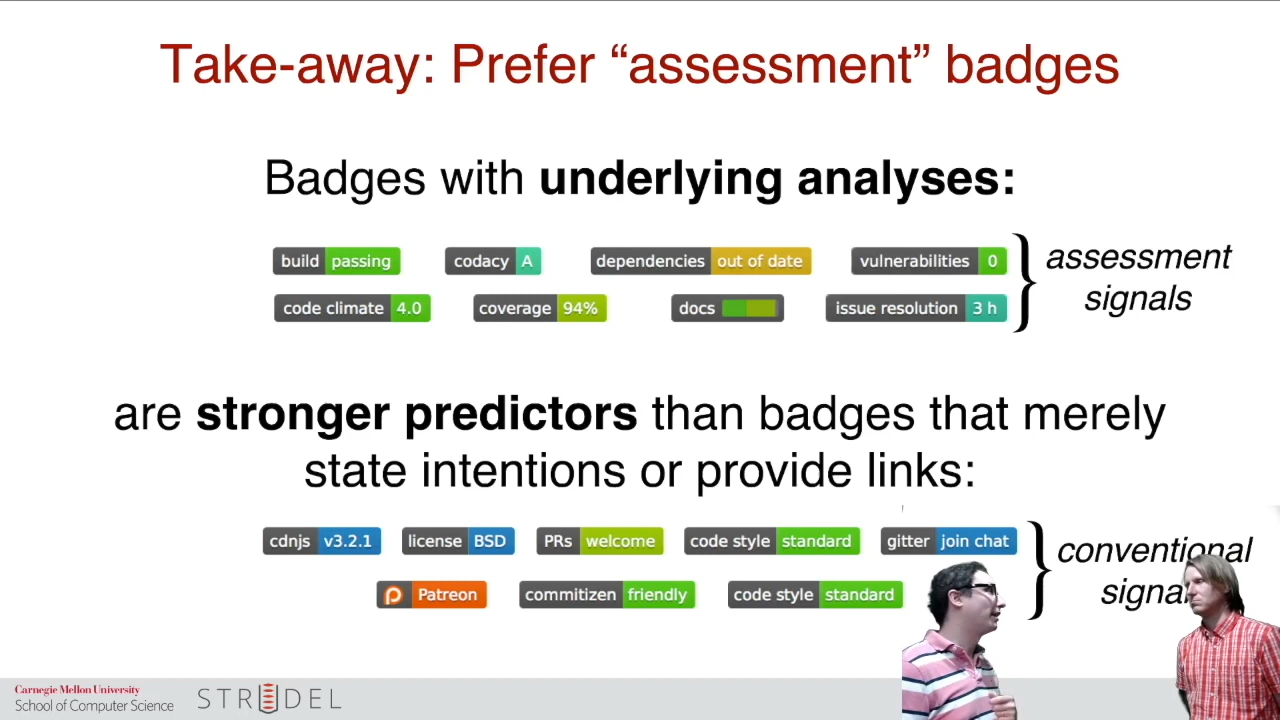 Take-away: Prefer “assessment” badges
Badges with underlying analyses:
build passing codacy A dependencies out of date vulnerabilities 0
code climate 4.0 coverage 94% docs issue resolution 3 h
assessment
signals
are stronger predictors than badges that merely
state intentions or provide links:
cdnjs v3.2.1 license BSD PRs welcome code style standard gitter join chat
Patreon commitizen friendly code style standard
conventional
Carnegie Mellon University
School of Computer Science
STRUDEL